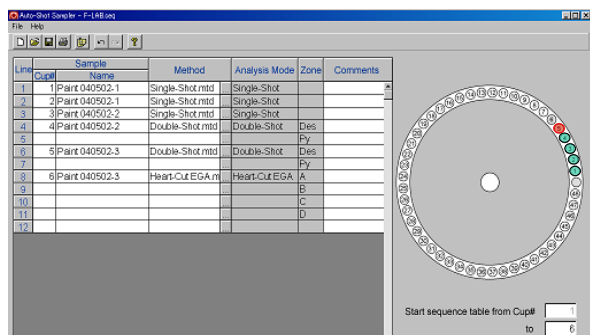 Auto-Shot Sampler - F-LAB.seq
File Help
Line Sample Method Analysis Mode Zone Comments
Cup# Name
1 1 Paint 040502-1 Single-Shot.mtd ... Single-Shot
2 2 Paint 040502-1 Single-Shot.mtd ... Single-Shot
3 3 Paint 040502-2 Single-Shot.mtd ... Single-Shot
4 4 Paint 040502-2 Double-Shot.mtd ... Double-Shot Des
5 Py
6 5 Paint 040502-3 Double-Shot.mtd ... Double-Shot Des
7 ... Py
8 6 Paint 040502-3 Heart-Cut EGA.m ... Heart-Cut EGA A
9 ... B
10 ... C
11 ... D
12 ...
Start sequence table from Cup# 1
to 6